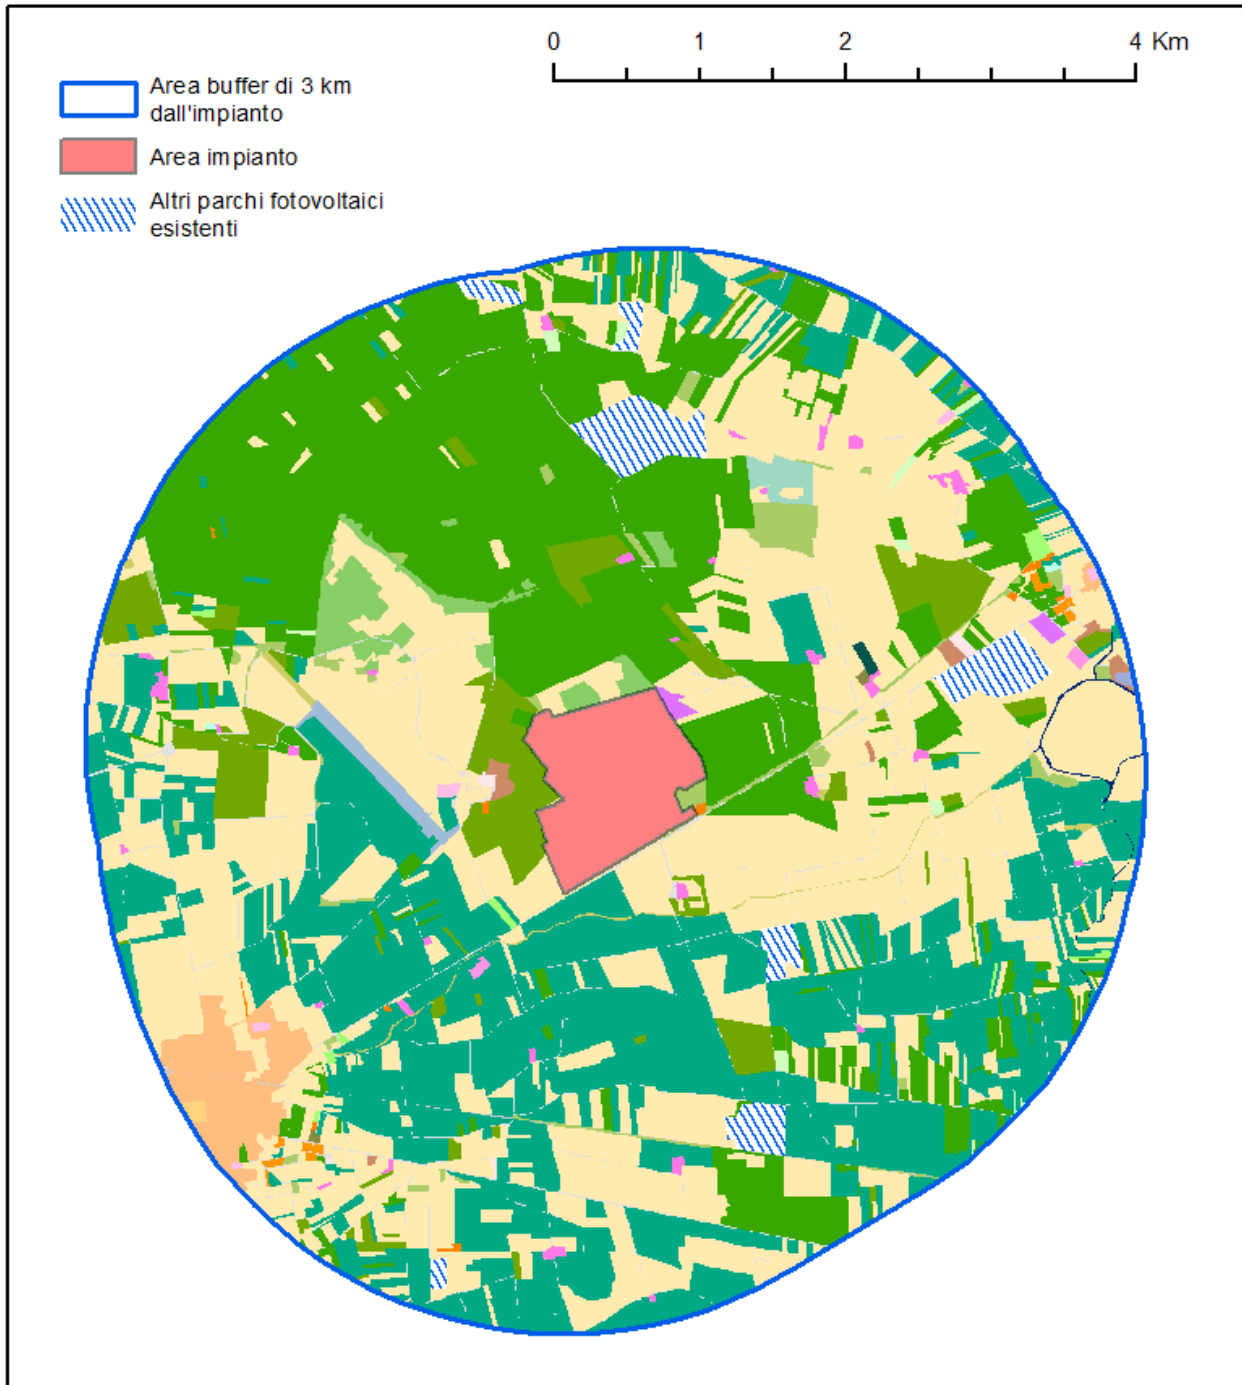 0 1 2 4 Km
Area buffer di 3 km
dall'impianto
Area impianto
Altri parchi fotovoltaici
esistenti